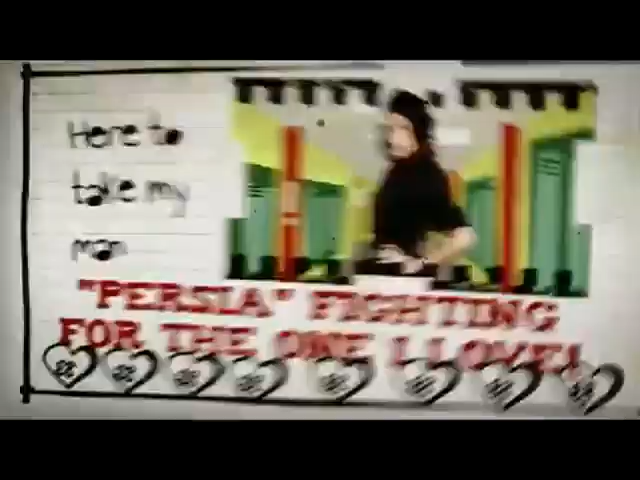 Here to
take my
man
"PERSIA" FIGHTING
FOR THE ONE I LOVE!